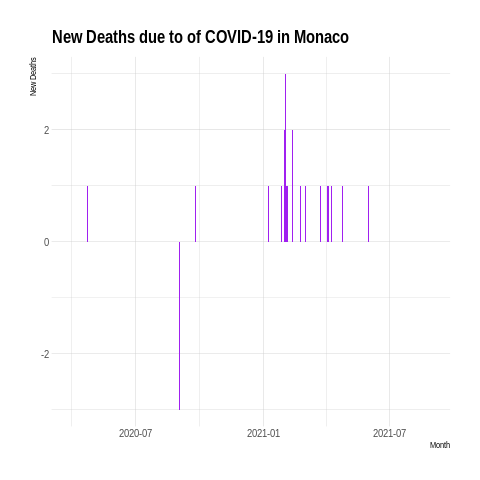 New Deaths due to of COVID-19 in Monaco
New Deaths
2
0
-2
2020-07
2021-01
2021-07
Month